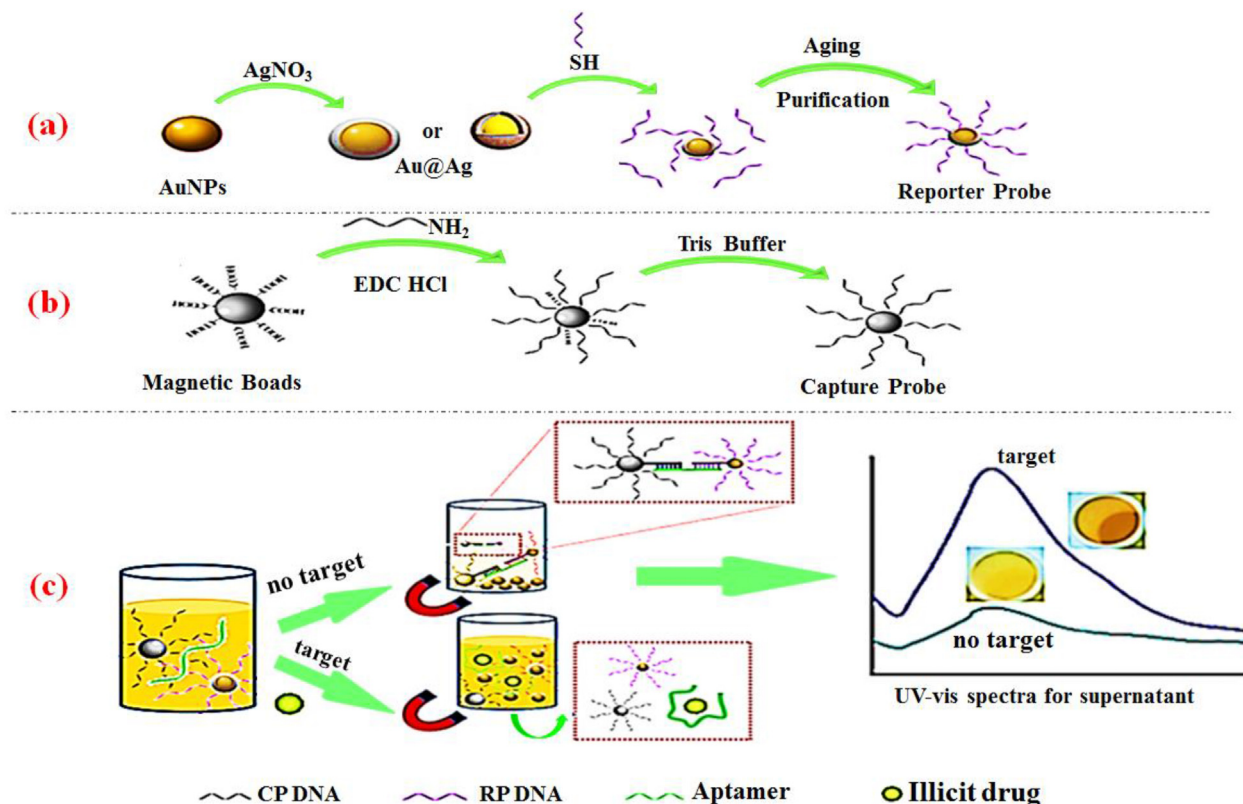 (a)
AgNO₃
AuNPs
or
Au@Ag
SH
Aging
Purification
Reporter Probe
(b)
NH₂
EDC HCl
Magnetic Boads
COOH
Tris Buffer
Capture Probe
(c)
no target
target
target
no target
UV-vis spectra for supernatant
CP DNA
RP DNA
Aptamer
Illicit drug